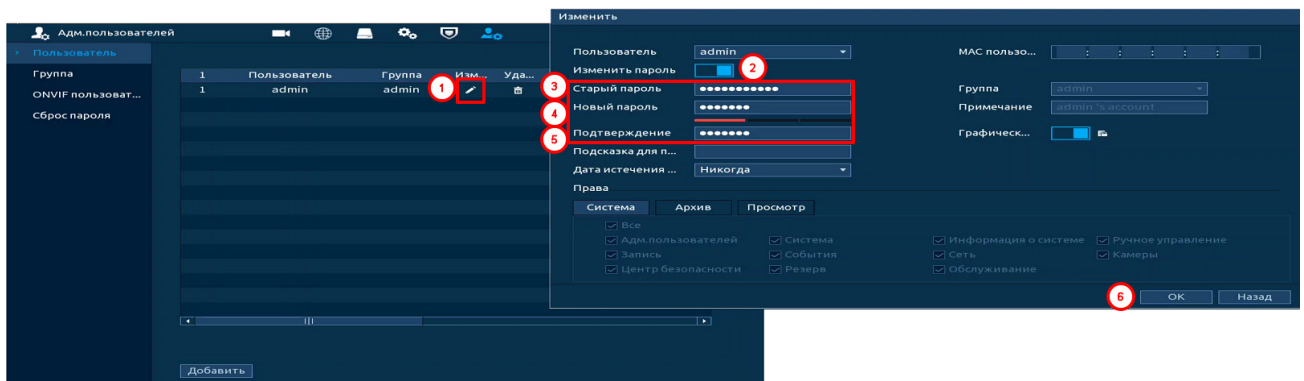 Адм.пользователей
Пользователь
Группа
ONVIF пользоват...
Сброс пароля
1 Пользователь Группа Изм... Уда...
1 admin admin 1
Добавить
Изменить
Пользователь admin MAC пользо... : : : : :
Изменить пароль 2
3 Старый пароль ●●●●●●●●●●● Группа admin
4 Новый пароль ●●●●●●● Примечание admin 's account
5 Подтверждение ●●●●●●● Графическ...
Подсказка для п...
Дата истечения ... Никогда
Права
Система Архив Просмотр
Все
Адм.пользователей Система Информация о системе Ручное управление
Запись События Сеть Камеры
Центр безопасности Резерв Обслуживание
6 OK Назад